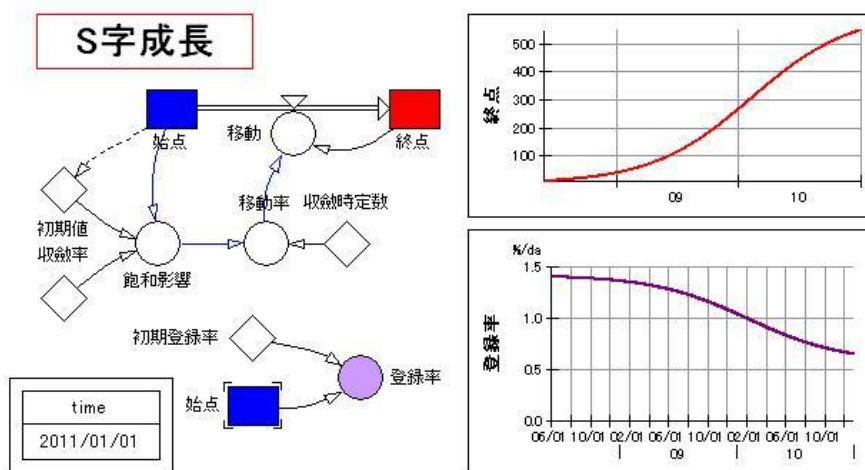 S字成長
始点
移動
終点
初期値
移動率
収斂時定数
収斂率
飽和影響
初期登録率
登録率
始点
time
2011/01/01
終点
500
400
300
200
100
09
10
%/da
登録率
1.5
1.0
0.5
0.0
06/01 10/01 02/01 06/01 10/01 02/01 06/01 10/01
09
10